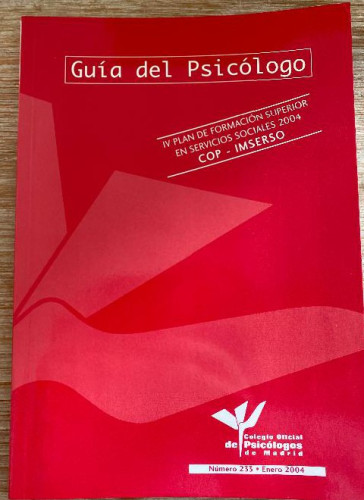 Guía del Psicólogo
IV PLAN DE FORMACIÓN SUPERIOR
EN SERVICIOS SOCIALES 2004
COP - IMSERSO
Colegio Oficial
de Psicólogos
de Madrid
Número 235 • Enero 2004